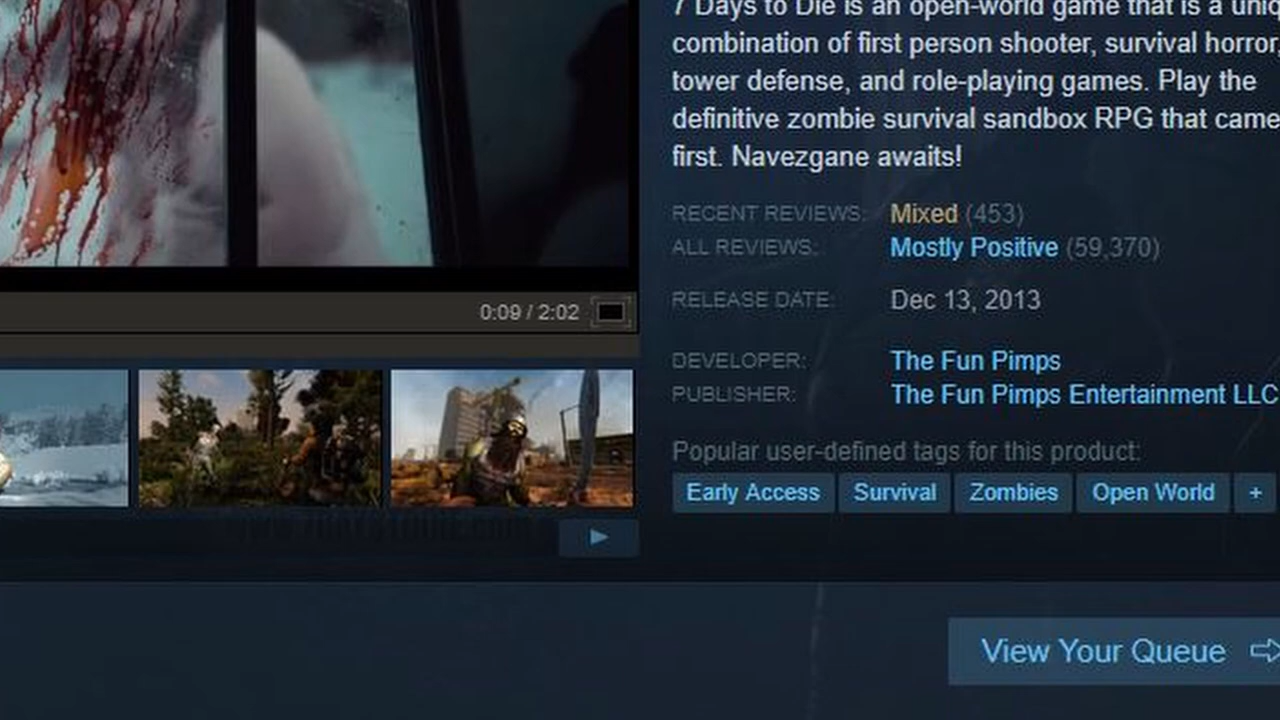 7 Days to Die is an open-world game that is a
combination of first person shooter, survival horror,
tower defense, and role-playing games. Play the
definitive zombie survival sandbox RPG that came
first. Navezgane awaits!
RECENT REVIEWS: Mixed (453)
ALL REVIEWS: Mostly Positive (59,370)
RELEASE DATE: Dec 13, 2013
0:09 / 2:02
DEVELOPER: The Fun Pimps
PUBLISHER: The Fun Pimps Entertainment LLC
Popular user-defined tags for this product:
Early Access Survival Zombies Open World +
www.7DAYSTODIE.com
View Your Queue